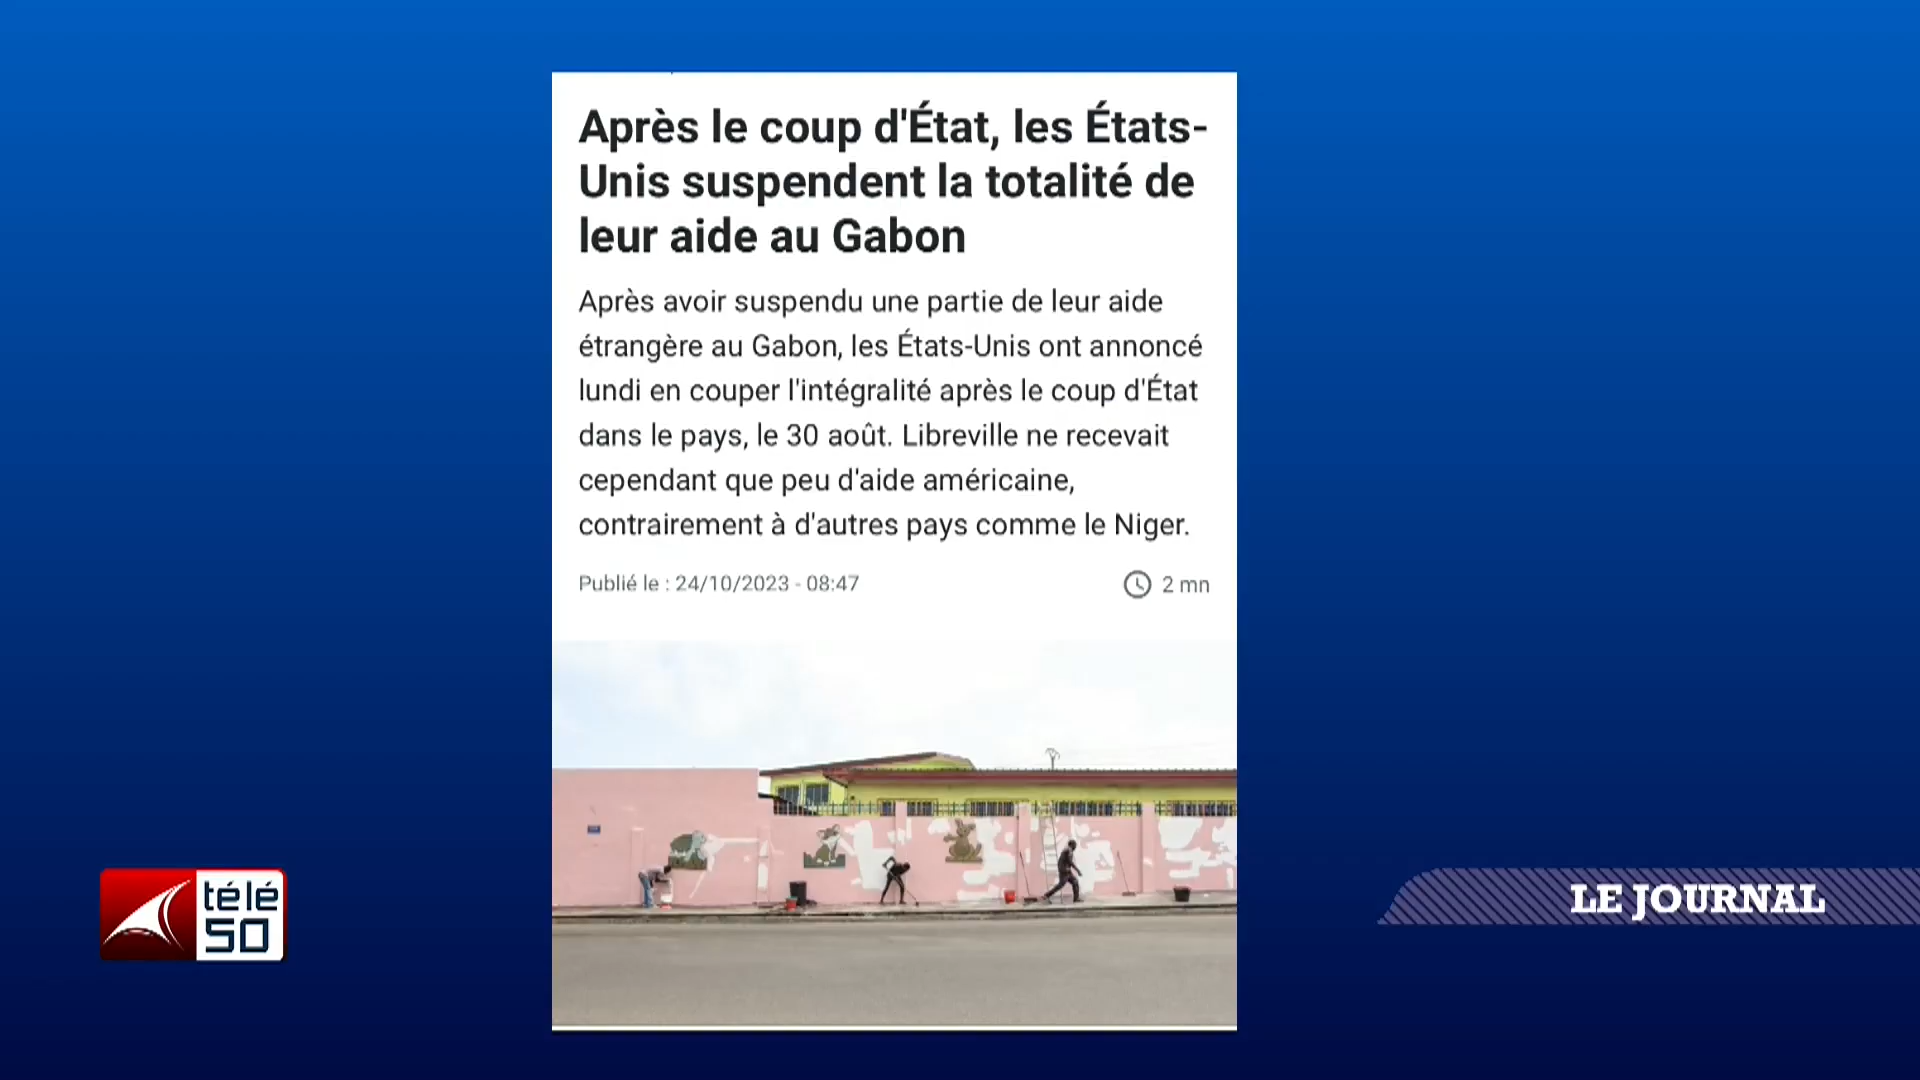 Après le coup d'État, les États-
Unis suspendent la totalité de
leur aide au Gabon
Après avoir suspendu une partie de leur aide
étrangère au Gabon, les États-Unis ont annoncé
lundi en couper l'intégralité après le coup d'État
dans le pays, le 30 août. Libreville ne recevait
cependant que peu d'aide américaine,
contrairement à d'autres pays comme le Niger.
Publié le : 24/10/2023 - 08:47
2 mn
télé
50
LE JOURNAL